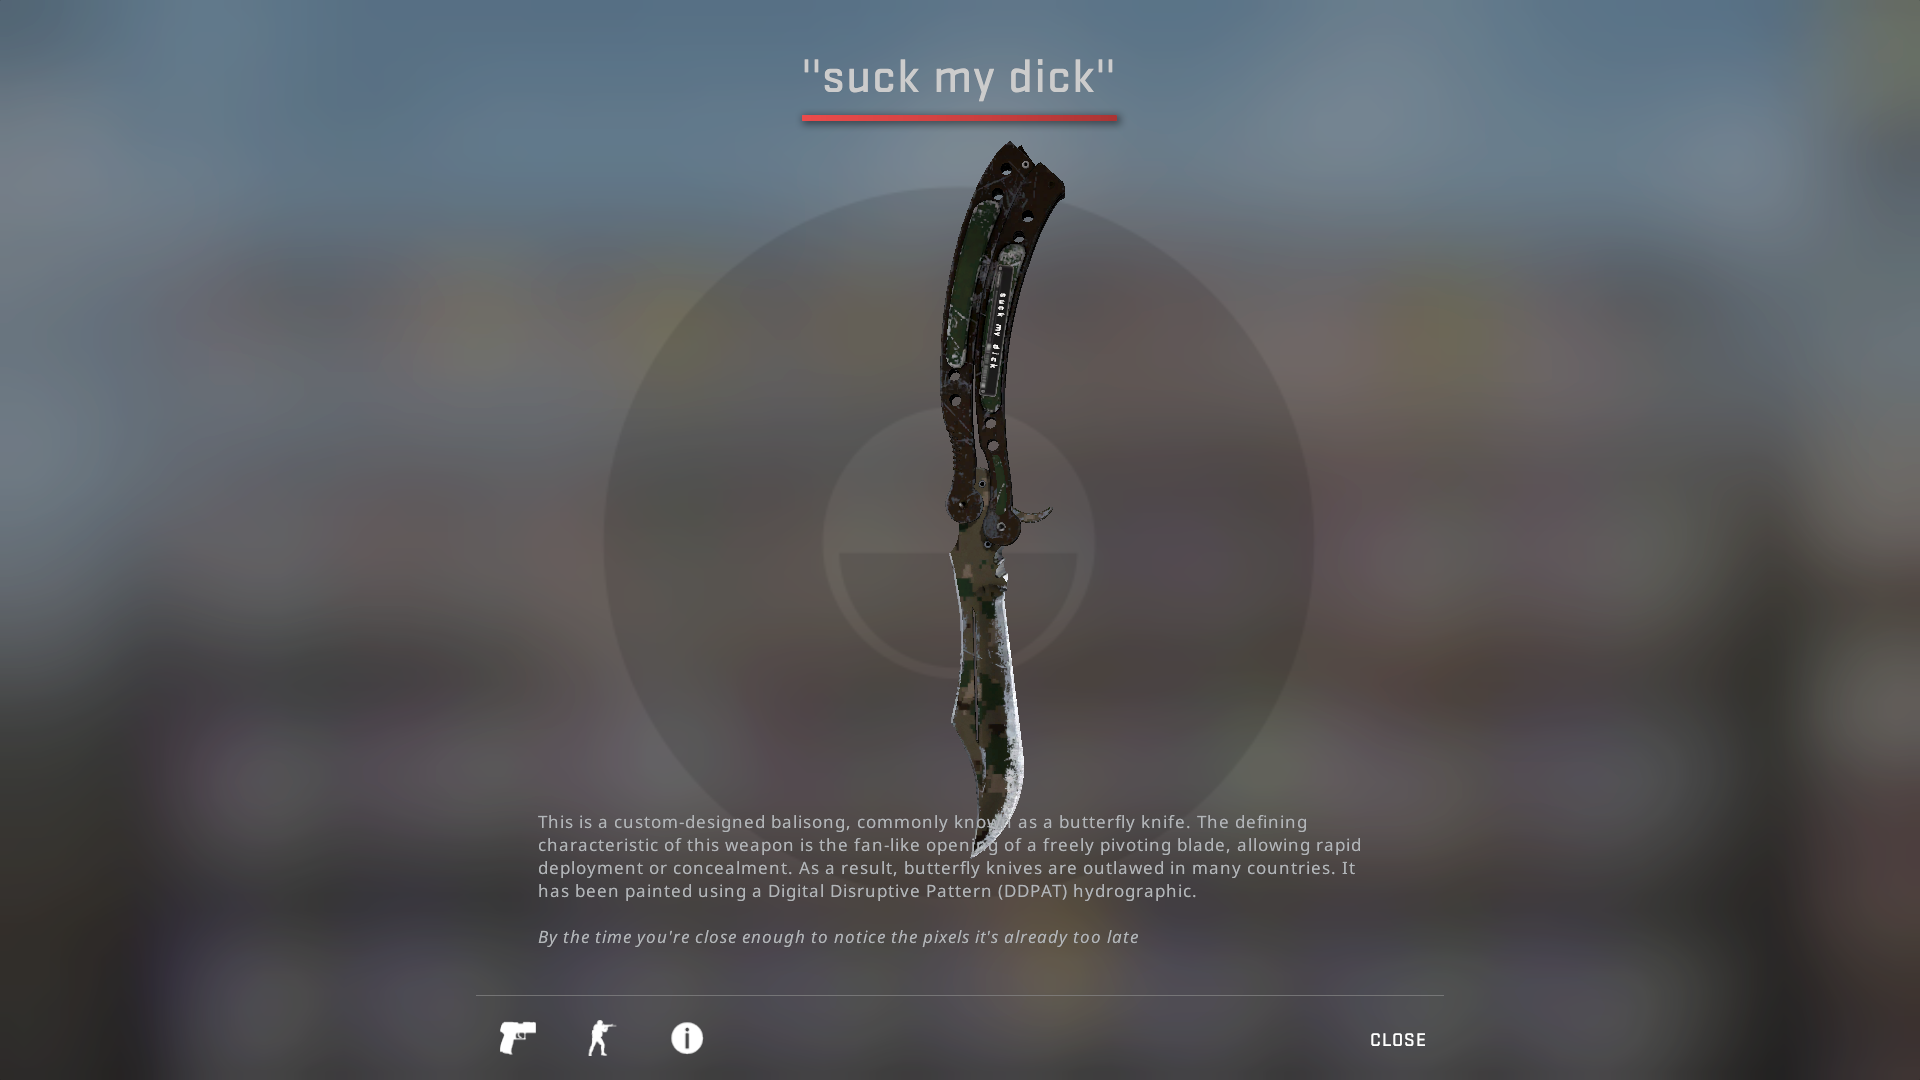 "suck my dick"
suck my dick
This is a custom-designed balisong, commonly known as a butterfly knife. The defining
characteristic of this weapon is the fan-like opening of a freely pivoting blade, allowing rapid
deployment or concealment. As a result, butterfly knives are outlawed in many countries. It
has been painted using a Digital Disruptive Pattern (DDPAT) hydrographic.
By the time you're close enough to notice the pixels it's already too late
CLOSE